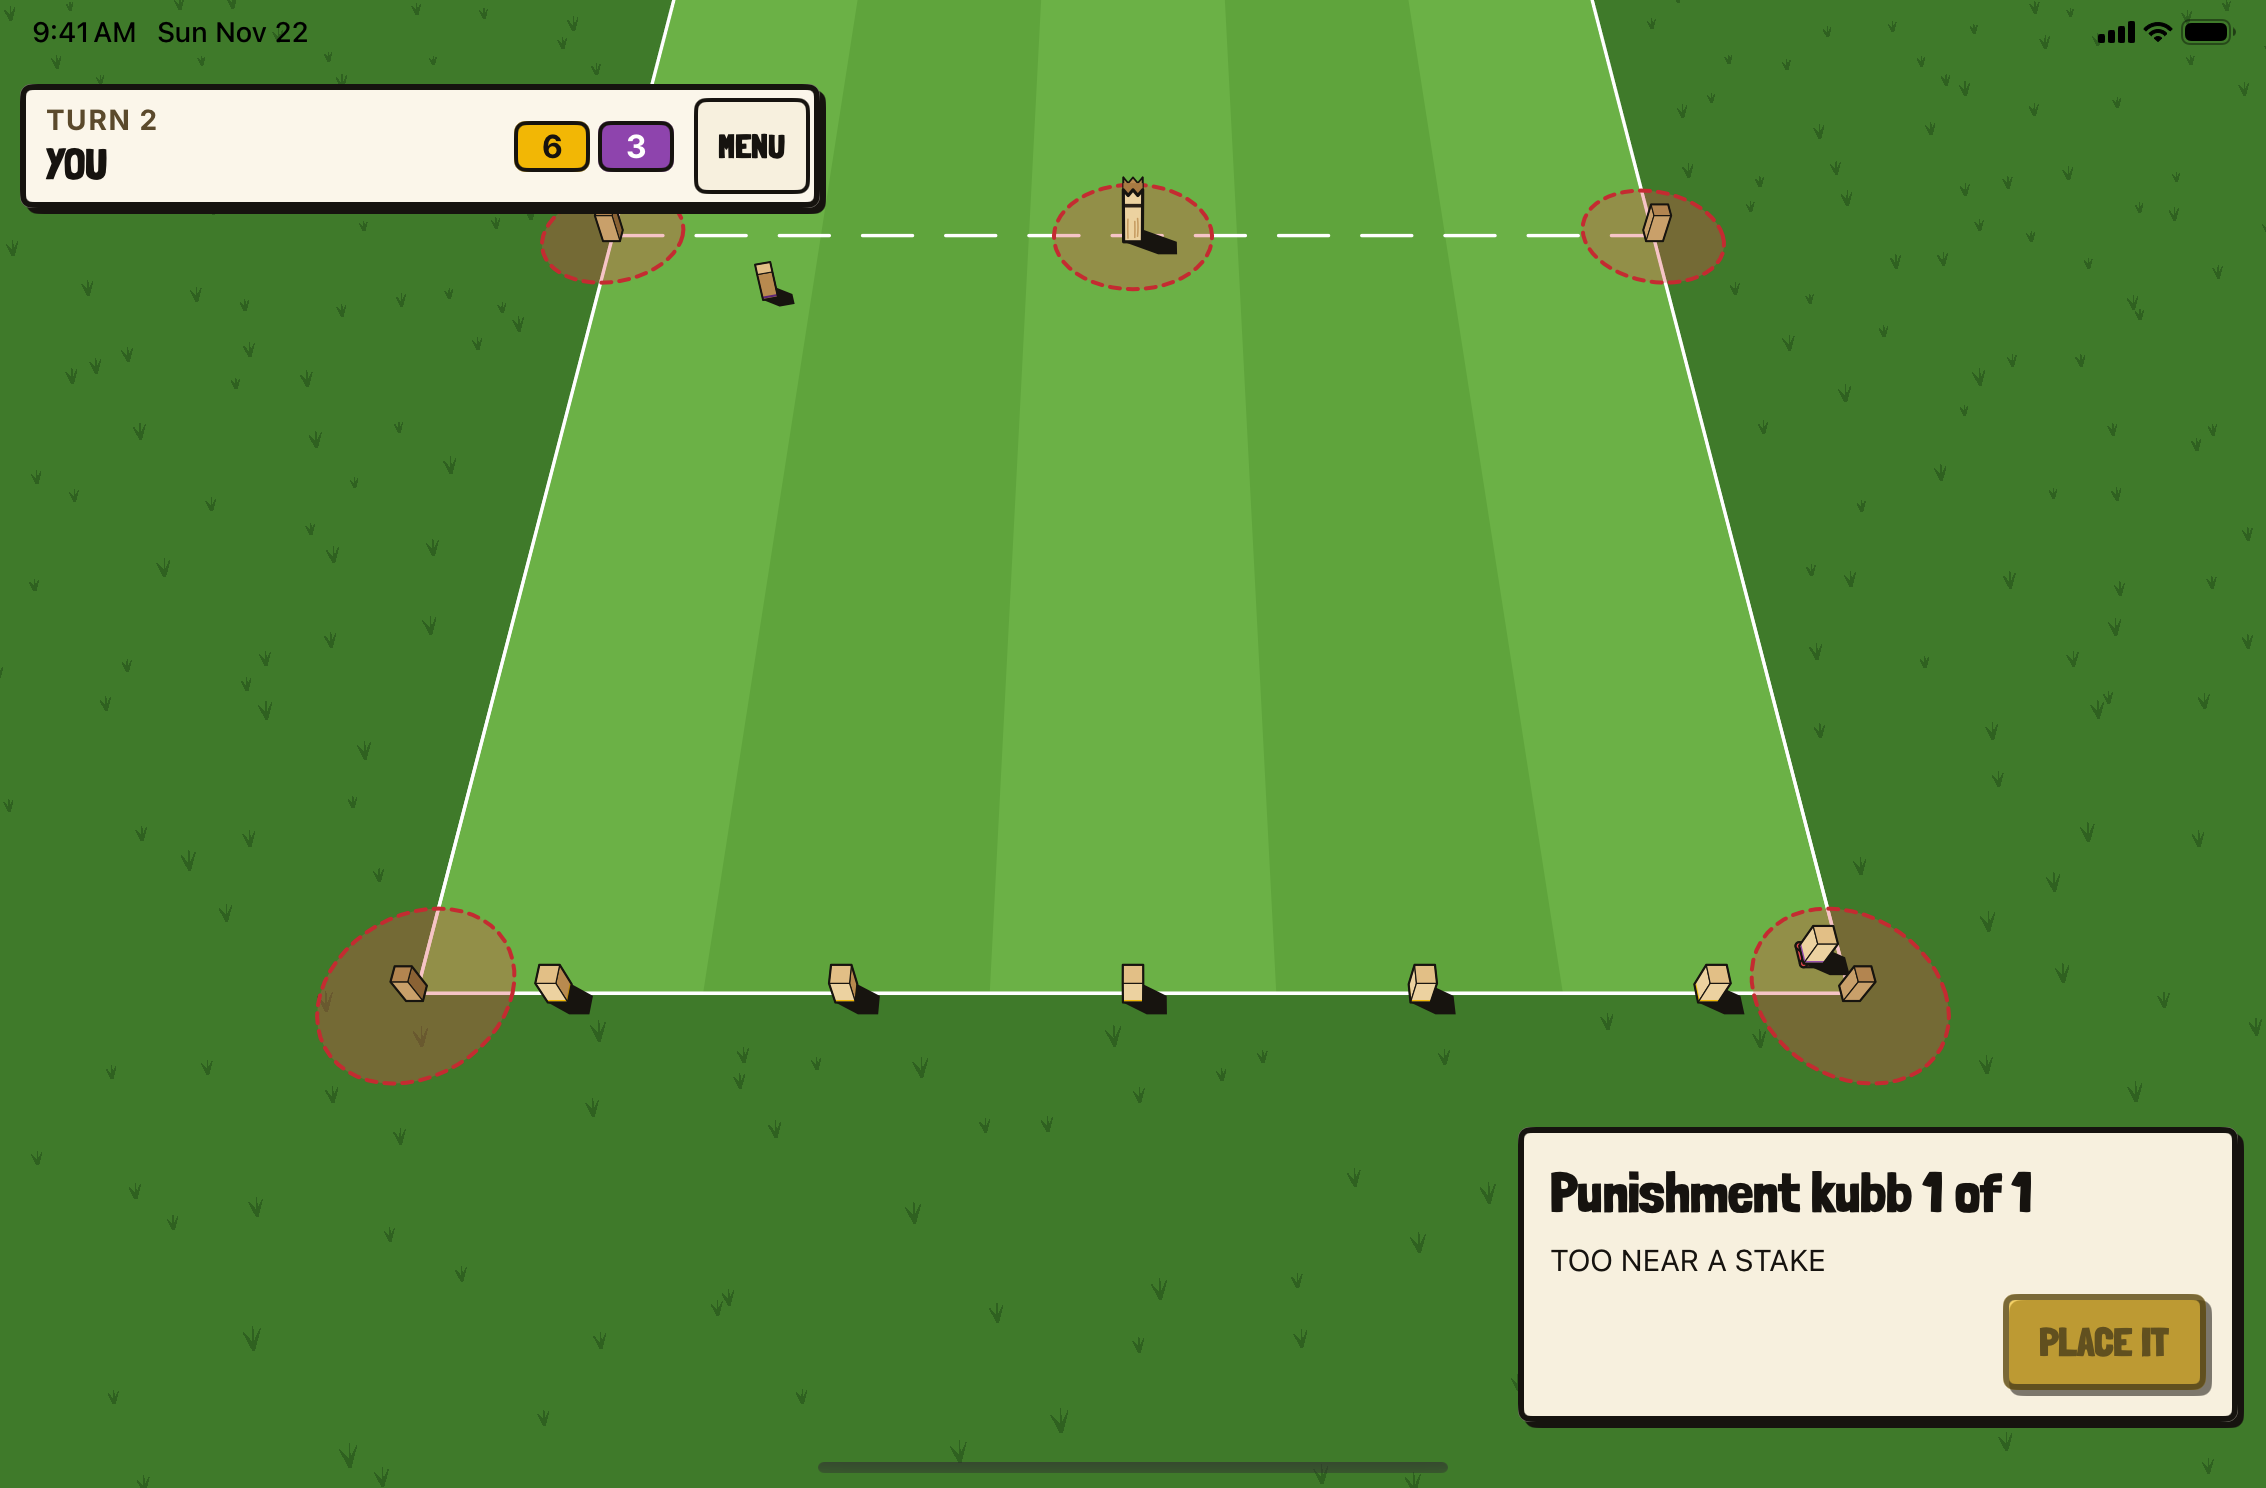 9:41 AM Sun Nov 22
TURN 2
YOU
6 3
MENU
Punishment kubb 1 of 1
TOO NEAR A STAKE
PLACE IT